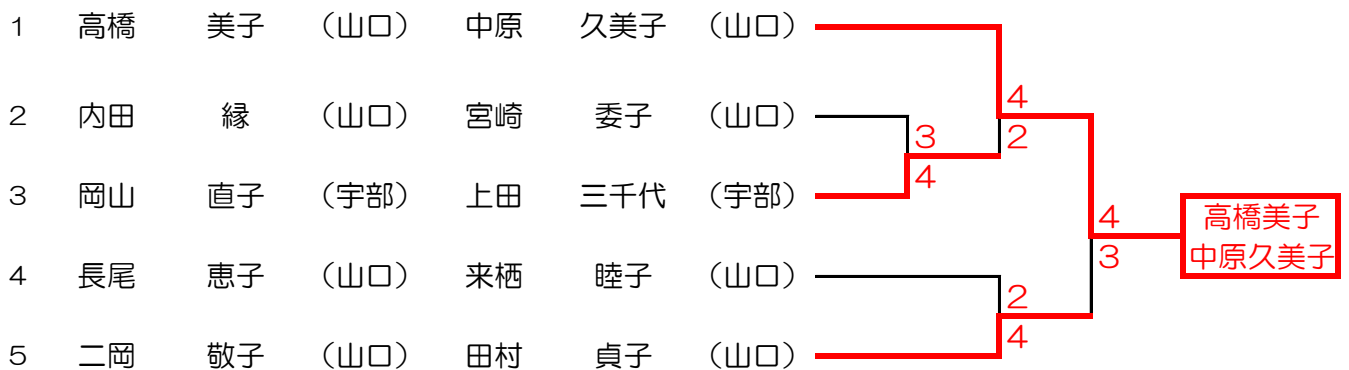 1 高橋 美子 (山口) 中原 久美子 (山口)
4
2 内田 縁 (山口) 宮崎 委子 (山口)
3
2
4
3 岡山 直子 (宇部) 上田 三千代 (宇部)
4
高橋美子
3
中原久美子
4 長尾 恵子 (山口) 来栖 睦子 (山口)
2
4
5 二岡 敬子 (山口) 田村 貞子 (山口)